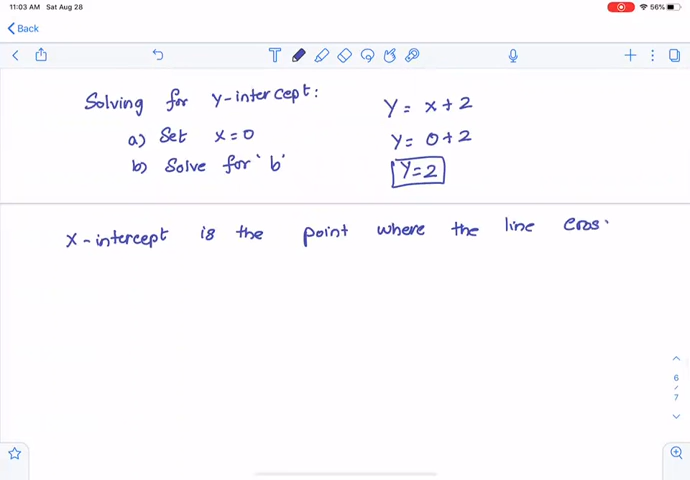 11:03 AM Sat Aug 28
56%
Back
T
Solving for y-intercept:
a) Set x=0
b) Solve for 'b'
y = x+2
y = 0+2
y=2
x-intercept is the point where the line cros
6
/
7